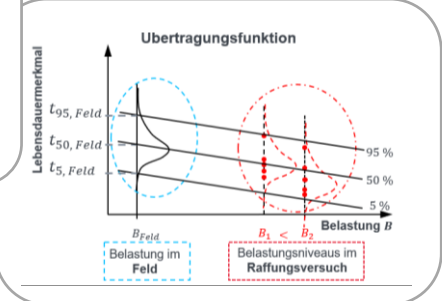 Ubertragungsfunktion
Lebensdauermerkmal
t95, Feld
t50, Feld
t5, Feld
95 %
50 %
5 %
Belastung B
BFeld
B1 < B2
Belastung im
Feld
Belastungsniveaus im
Raffungsversuch